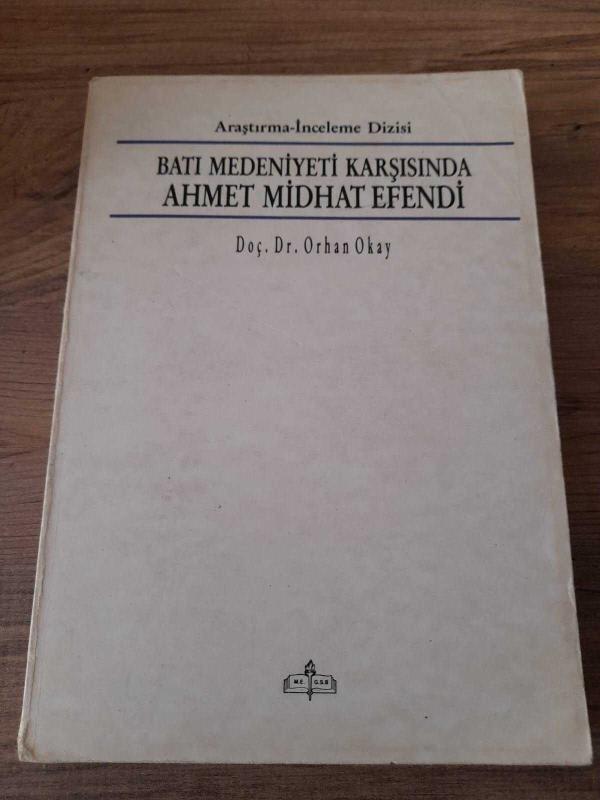 Araştırma-İnceleme Dizisi
BATI MEDENİYETİ KARŞISINDA
AHMET MİDHAT EFENDİ
Doç. Dr. Orhan Okay
M.E. G.S.B